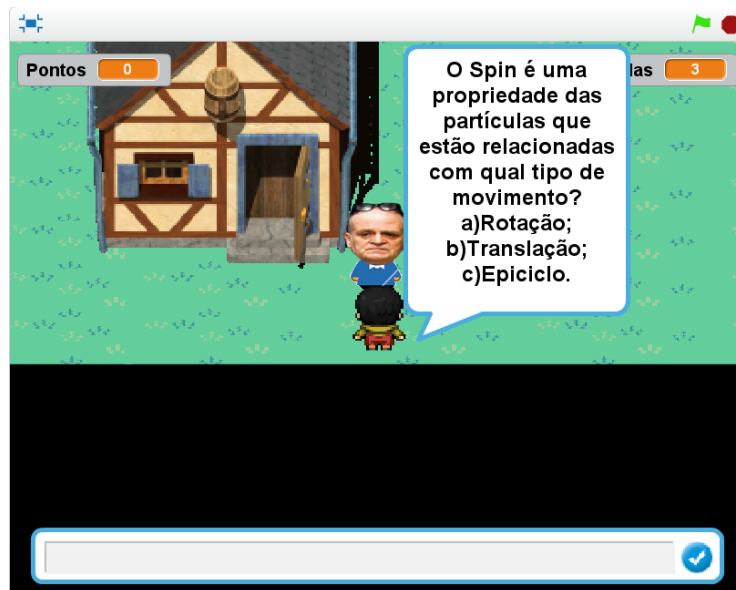 Pontos 0
las 3
O Spin é uma
propriedade das
partículas que
estão relacionadas
com qual tipo de
movimento?
a)Rotação;
b)Translação;
c)Epiciclo.